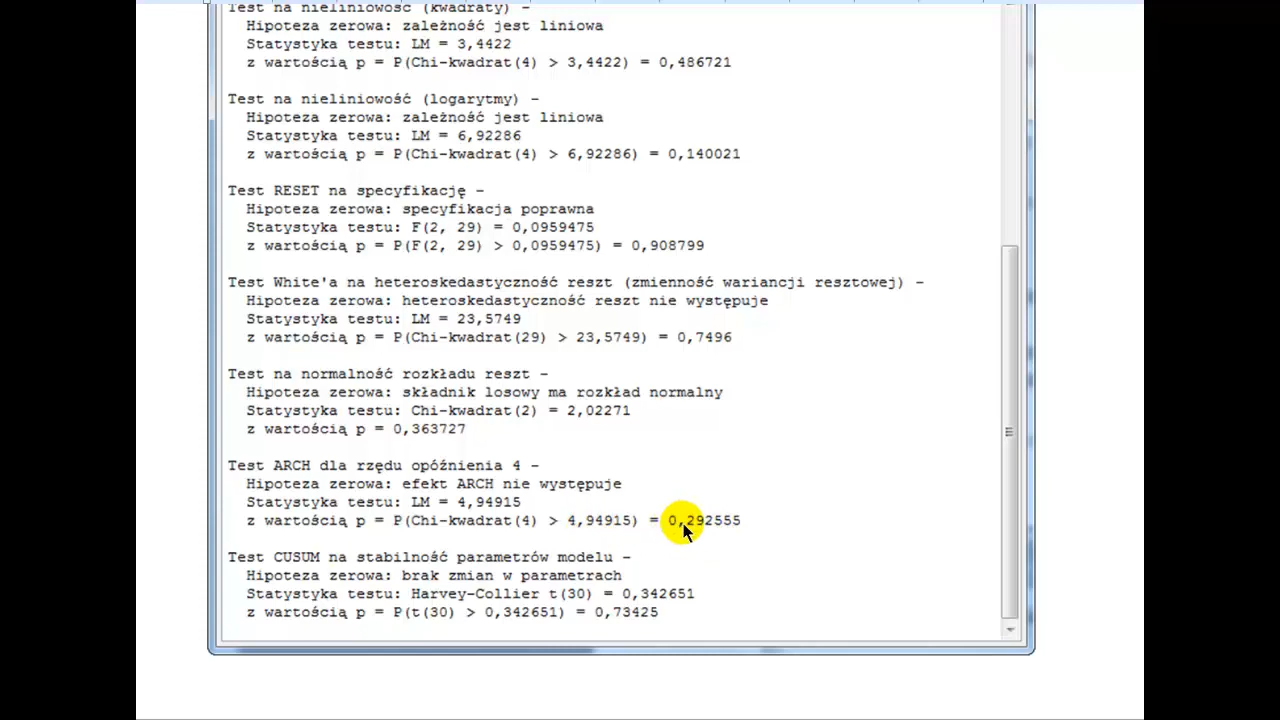 Test na nieliniowość (kwadraty) -
Hipoteza zerowa: zależność jest liniowa
Statystyka testu: LM = 3,4422
z wartością p = P(Chi-kwadrat(4) > 3,4422) = 0,486721
Test na nieliniowość (logarytmy) -
Hipoteza zerowa: zależność jest liniowa
Statystyka testu: LM = 6,92286
z wartością p = P(Chi-kwadrat(4) > 6,92286) = 0,140021
Test RESET na specyfikację -
Hipoteza zerowa: specyfikacja poprawna
Statystyka testu: F(2, 29) = 0,0959475
z wartością p = P(F(2, 29) > 0,0959475) = 0,908799
Test White'a na heteroskedastyczność reszt (zmienność wariancji resztowej) -
Hipoteza zerowa: heteroskedastyczność reszt nie występuje
Statystyka testu: LM = 23,5749
z wartością p = P(Chi-kwadrat(29) > 23,5749) = 0,7496
Test na normalność rozkładu reszt -
Hipoteza zerowa: składnik losowy ma rozkład normalny
Statystyka testu: Chi-kwadrat(2) = 2,02271
z wartością p = 0,363727
Test ARCH dla rzędu opóźnienia 4 -
Hipoteza zerowa: efekt ARCH nie występuje
Statystyka testu: LM = 4,94915
z wartością p = P(Chi-kwadrat(4) > 4,94915) = 0,292555
Test CUSUM na stabilność parametrów modelu -
Hipoteza zerowa: brak zmian w parametrach
Statystyka testu: Harvey-Collier t(30) = 0,342651
z wartością p = P(t(30) > 0,342651) = 0,73425